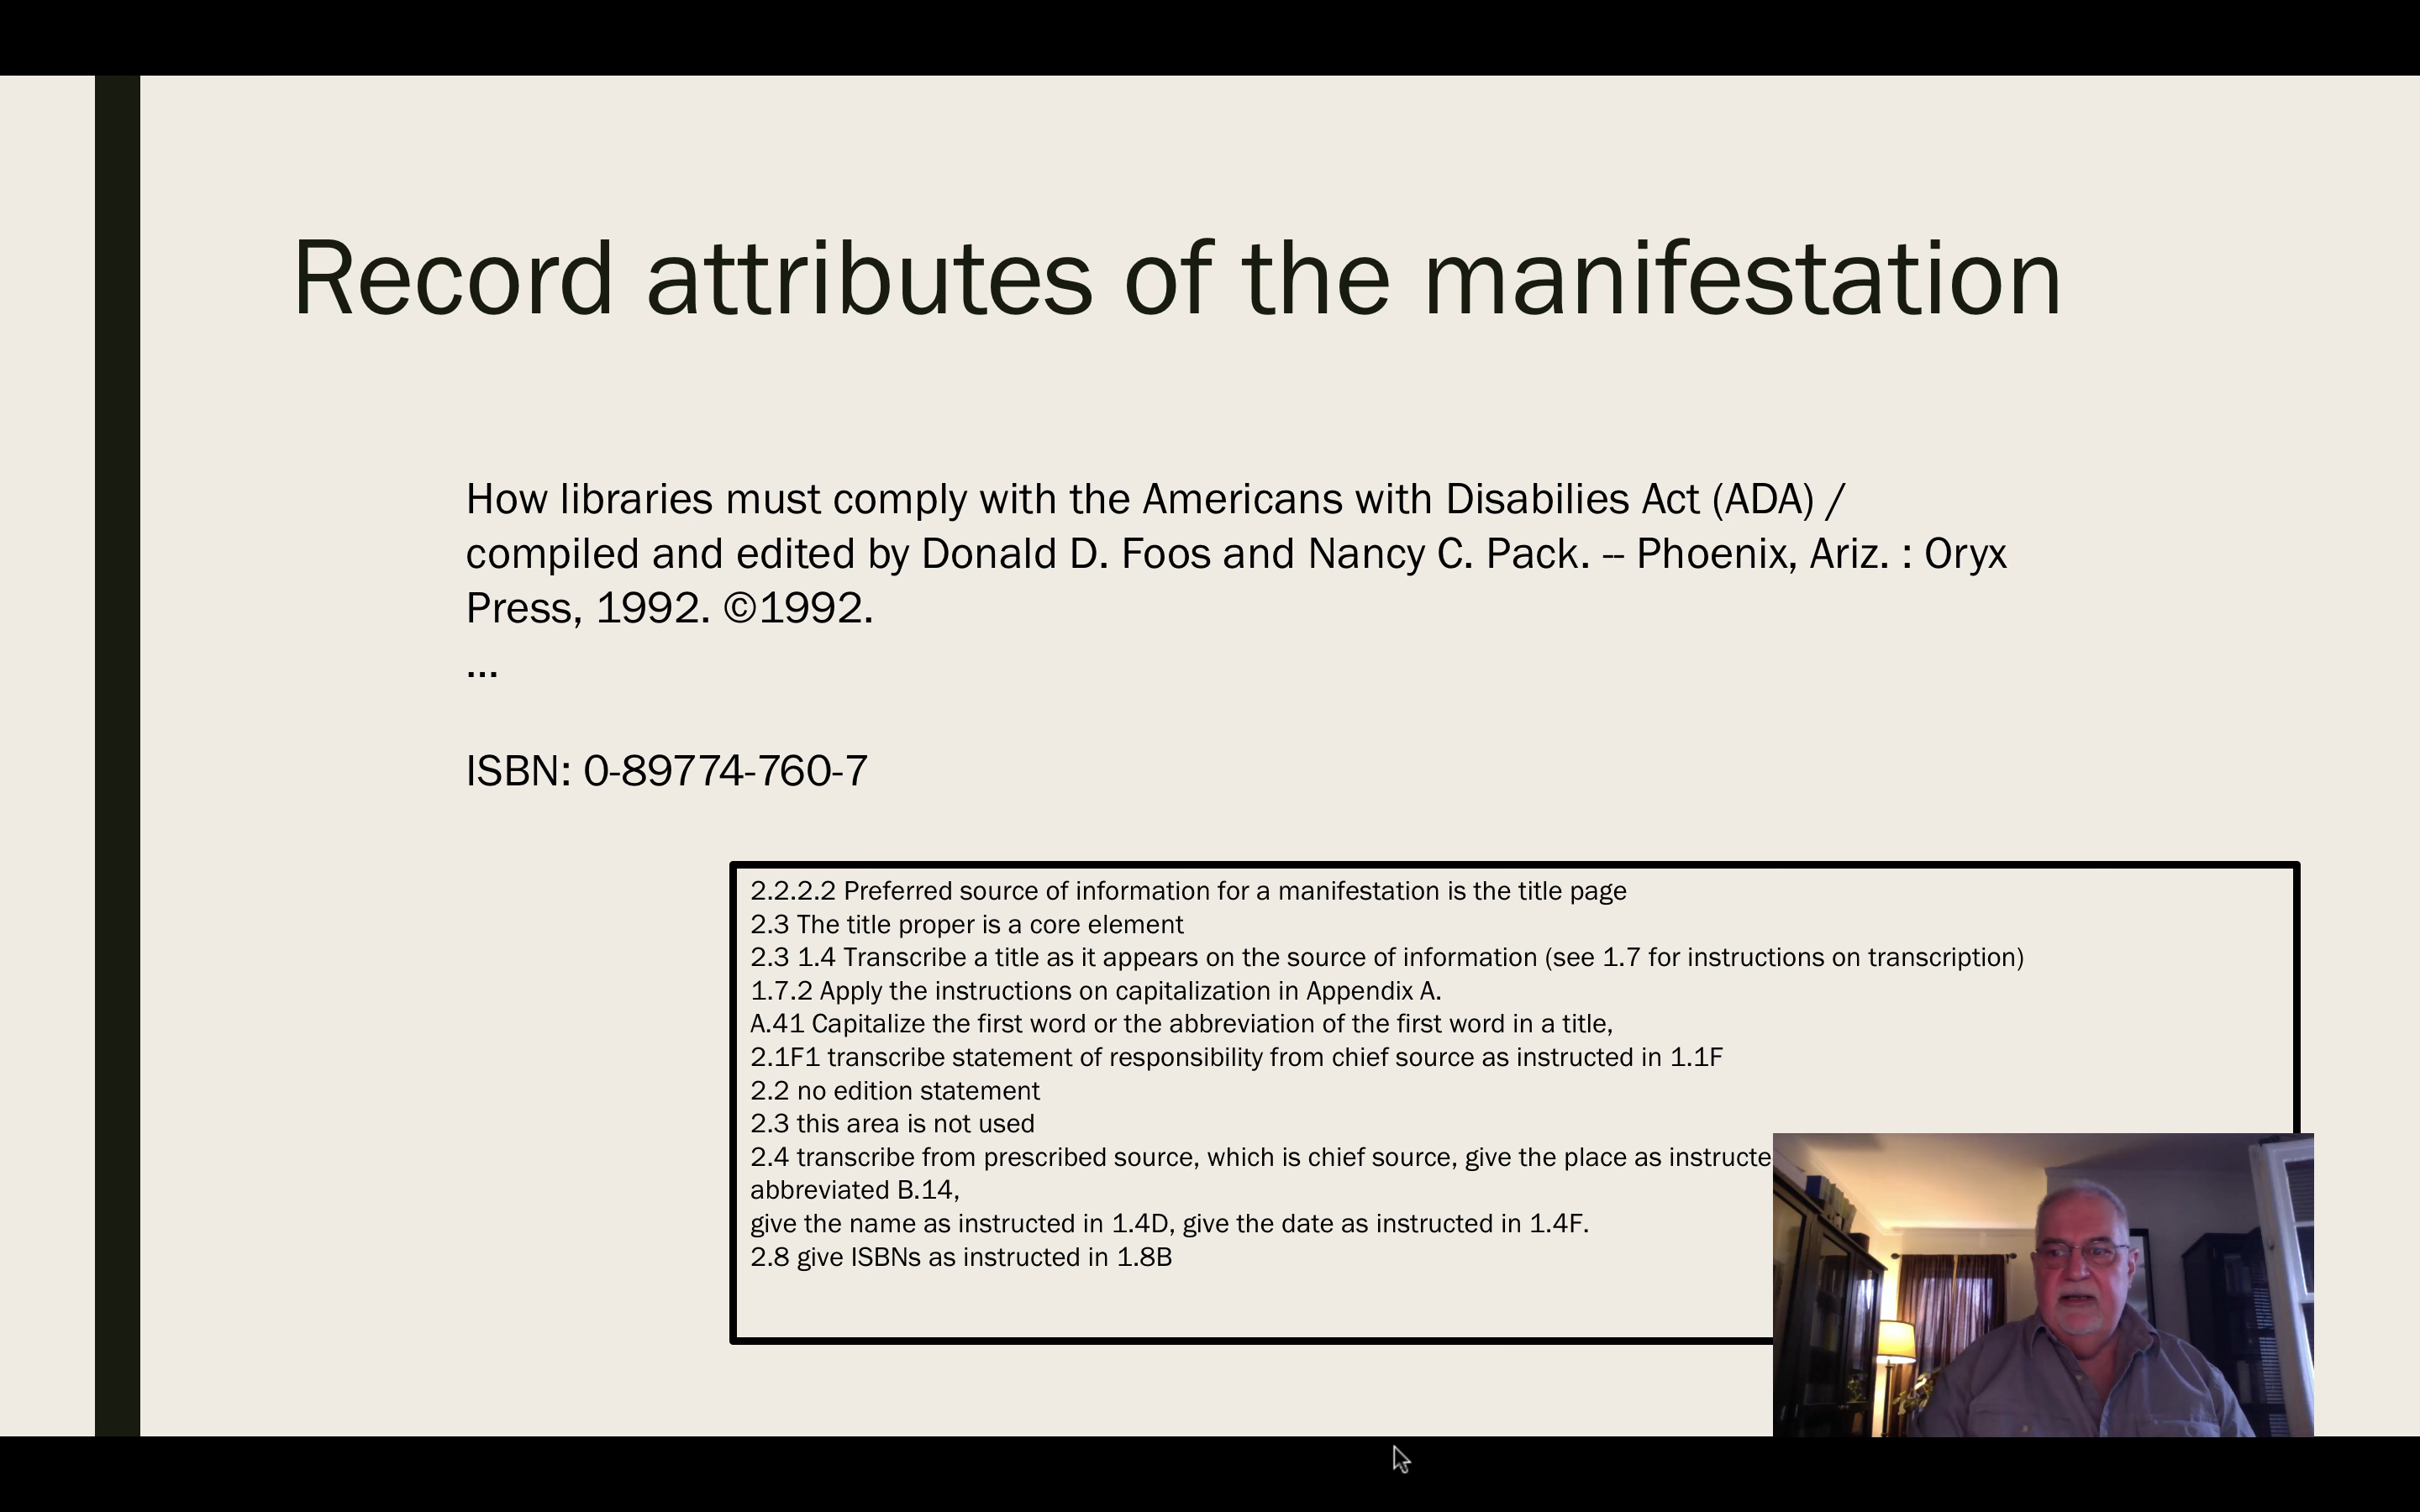 Record attributes of the manifestation
How libraries must comply with the Americans with Disabilies Act (ADA) /
compiled and edited by Donald D. Foos and Nancy C. Pack. -- Phoenix, Ariz. : Oryx
Press, 1992. ©1992.
...
ISBN: 0-89774-760-7
2.2.2.2 Preferred source of information for a manifestation is the title page
2.3 The title proper is a core element
2.3 1.4 Transcribe a title as it appears on the source of information (see 1.7 for instructions on transcription)
1.7.2 Apply the instructions on capitalization in Appendix A.
A.41 Capitalize the first word or the abbreviation of the first word in a title,
2.1F1 transcribe statement of responsibility from chief source as instructed in 1.1F
2.2 no edition statement
2.3 this area is not used
2.4 transcribe from prescribed source, which is chief source, give the place as
abbreviated B.14,
give the name as instructed in 1.4D, give the date as instructed in 1.4F.
2.8 give ISBNs as instructed in 1.8B